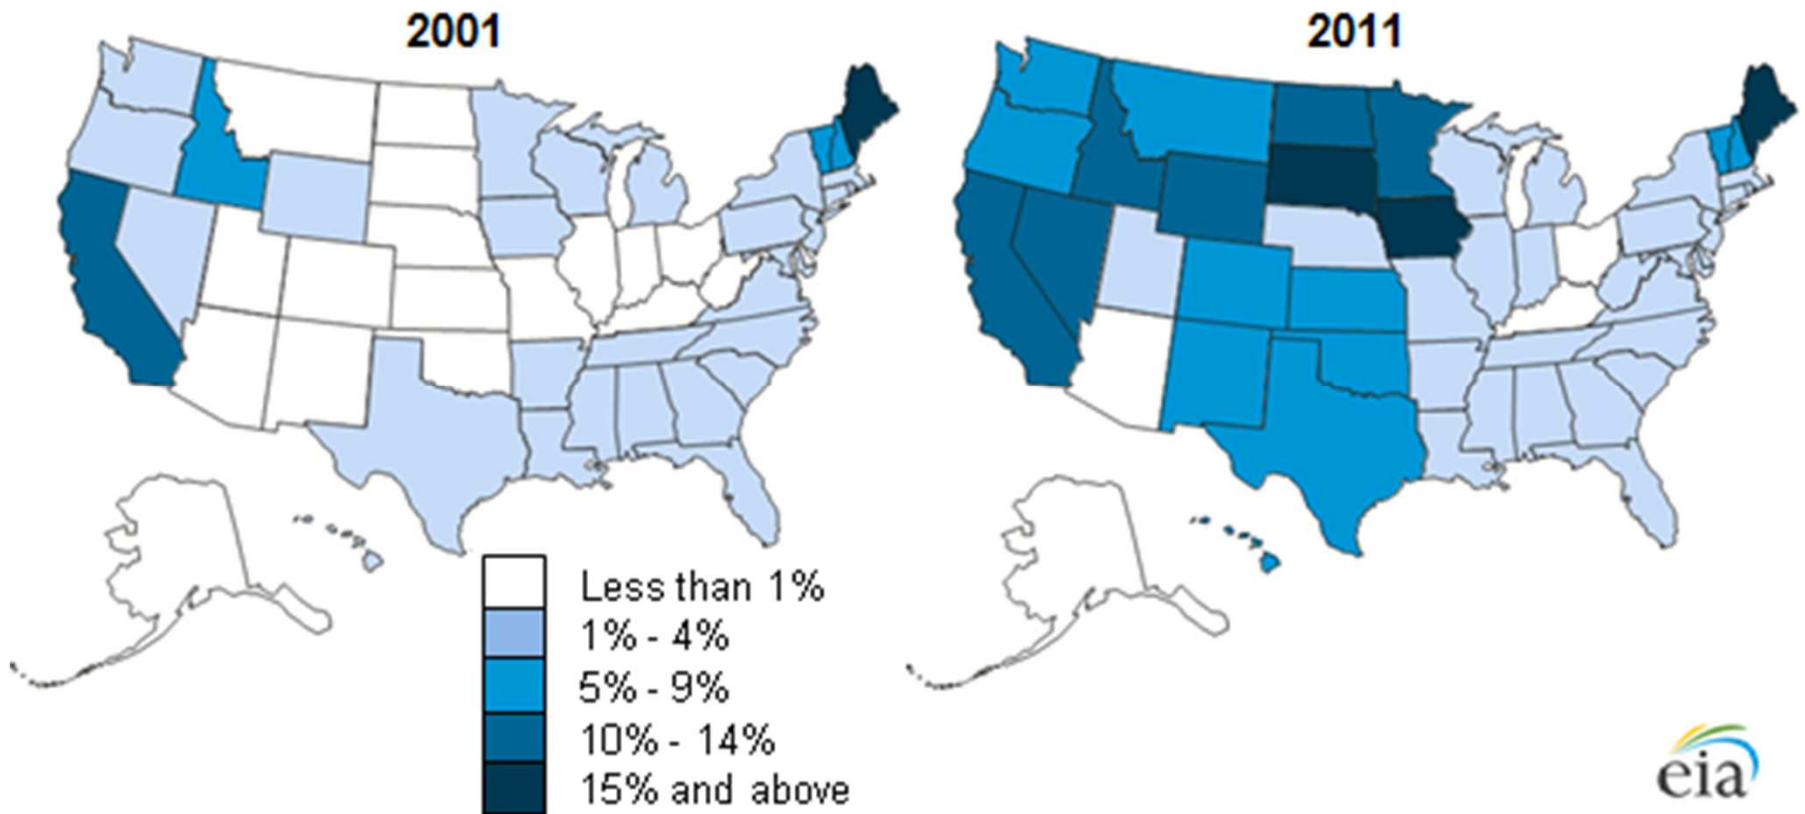 2001
2011
Less than 1%
1% - 4%
5% - 9%
10% - 14%
15% and above
eia